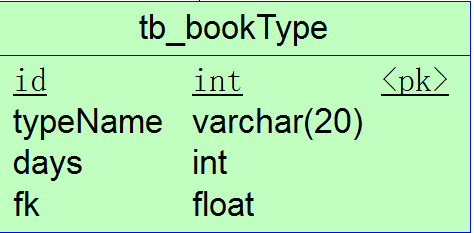 tb_bookType
id int <pk>
typeName varchar(20)
days int
fk float